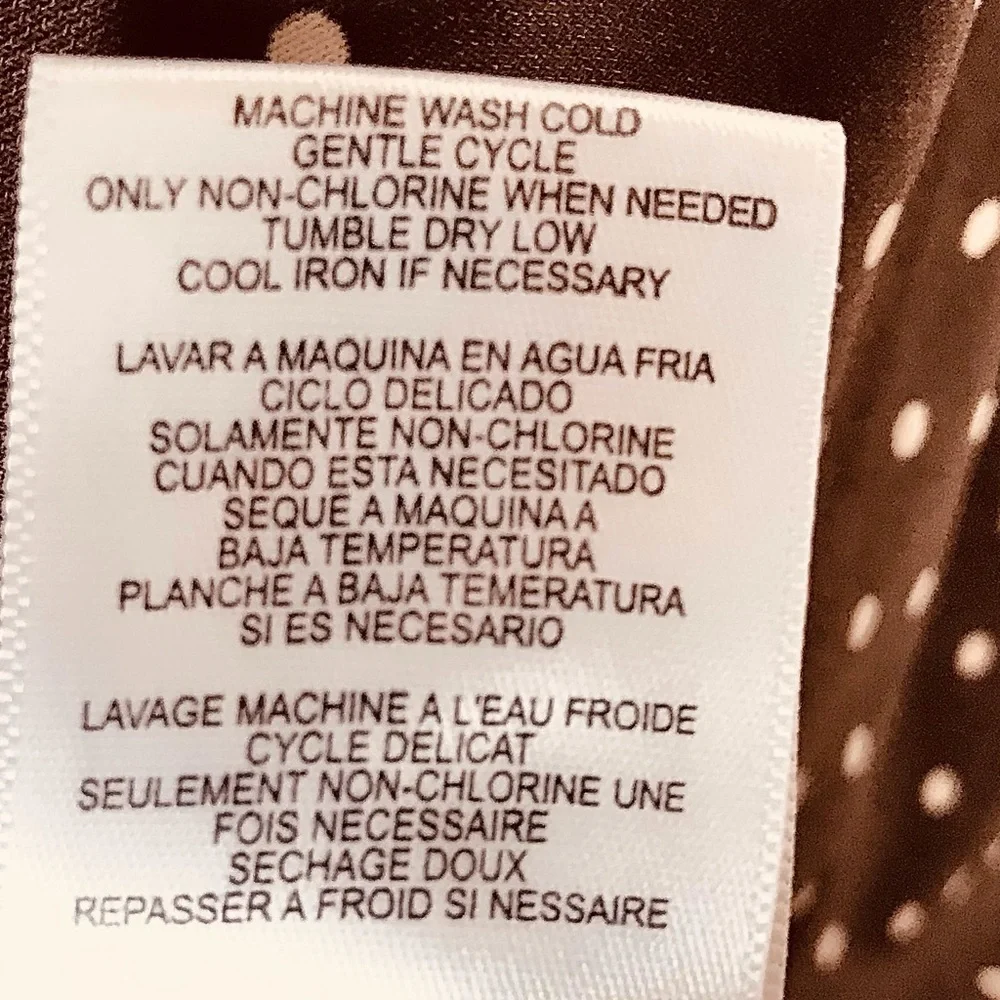 MACHINE WASH COLD
GENTLE CYCLE
ONLY NON-CHLORINE WHEN NEEDED
TUMBLE DRY LOW
COOL IRON IF NECESSARY
LAVAR A MAQUINA EN AGUA FRIA
CICLO DELICADO
SOLAMENTE NON-CHLORINE
CUANDO ESTA NECESITADO
SEQUE A MAQUINA A
BAJA TEMPERATURA
PLANCHE A BAJA TEMERATURA
SI ES NECESARIO
LAVAGE MACHINE A L'EAU FROIDE
CYCLE DELICAT
SEULEMENT NON-CHLORINE UNE
FOIS NECESSAIRE
SECHAGE DOUX
REPASSER A FROID SI NESSAIRE